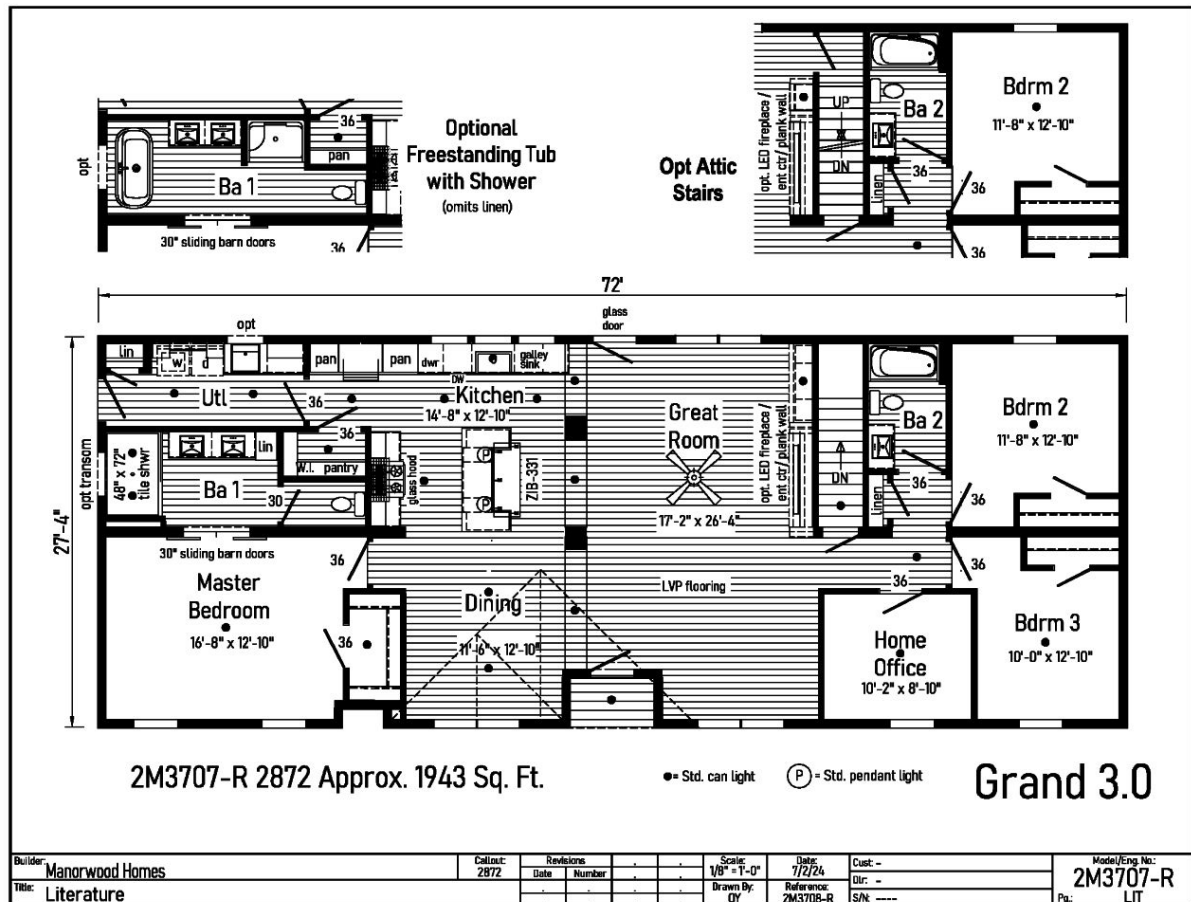 36
pan
opt
Ba 1
30" sliding barn doors
36
Optional
Freestanding Tub
with Shower
(omits linen)
Opt Attic
Stairs
opt. LED fireplace /
ent ctr/ plank wall
UP
DN
Ba 2
linen
36
36
36
Bdrm 2
11'-8" x 12'-10"
72'
27'-4"
opt
glass
door
lin
w
d
Utl
36
pan
pan
dwr
DW
galley
sink
Kitchen
14'-8" x 12'-10"
36
W.I. pantry
lin
opt transom
48" x 72"
tile shwr
Ba 1
30
glass hood
P
P
ZIB-331
Great
Room
17'-2" x 26'-4"
opt. LED fireplace /
ent ctr/ plank wall
DN
Ba 2
linen
36
36
Bdrm 2
11'-8" x 12'-10"
30" sliding barn doors
36
Master
Bedroom
16'-8" x 12'-10"
36
Dining
11'-6" x 12'-10"
LVP flooring
36
Home
Office
10'-2" x 8'-10"
36
Bdrm 3
10'-0" x 12'-10"
2M3707-R 2872 Approx. 1943 Sq. Ft.
= Std. can light
P = Std. pendant light
Grand 3.0
Builder: Manorwood Homes
Title: Literature
Callout:
2872
Revisions
Date Number
Scale:
1/8" = 1'-0"
Drawn By:
OY
Date:
7/2/24
Reference:
2M3708-R
Cust: -
Dlr: -
S/N: ----
Model/Eng. No.:
2M3707-R
Pg.: LIT